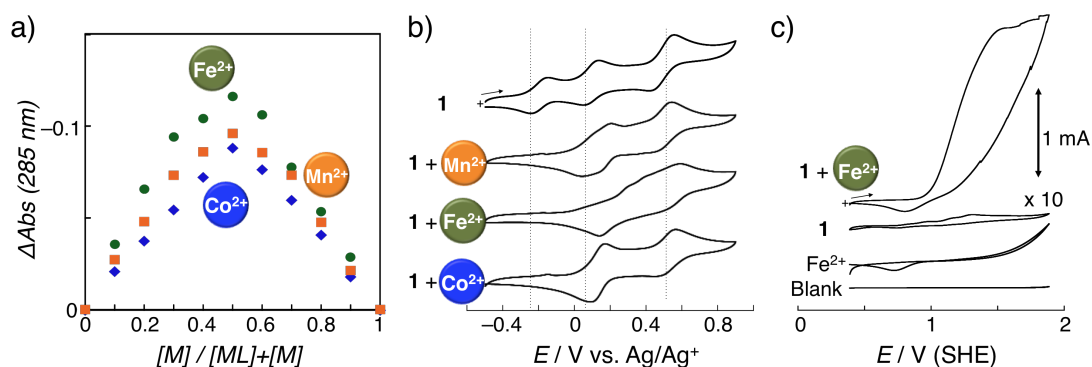 a)
ΔAbs (285 nm)
−0.1
0
Fe²⁺
Mn²⁺
Co²⁺
0 0.2 0.4 0.6 0.8 1
[M] / [ML]+[M]
b)
1 +
1 + Mn²⁺
1 + Fe²⁺
1 + Co²⁺
−0.4 0 0.4 0.8
E / V vs. Ag/Ag⁺
c)
1 mA
1 + Fe²⁺
+
x 10
1
Fe²⁺
Blank
0 1 2
E / V (SHE)